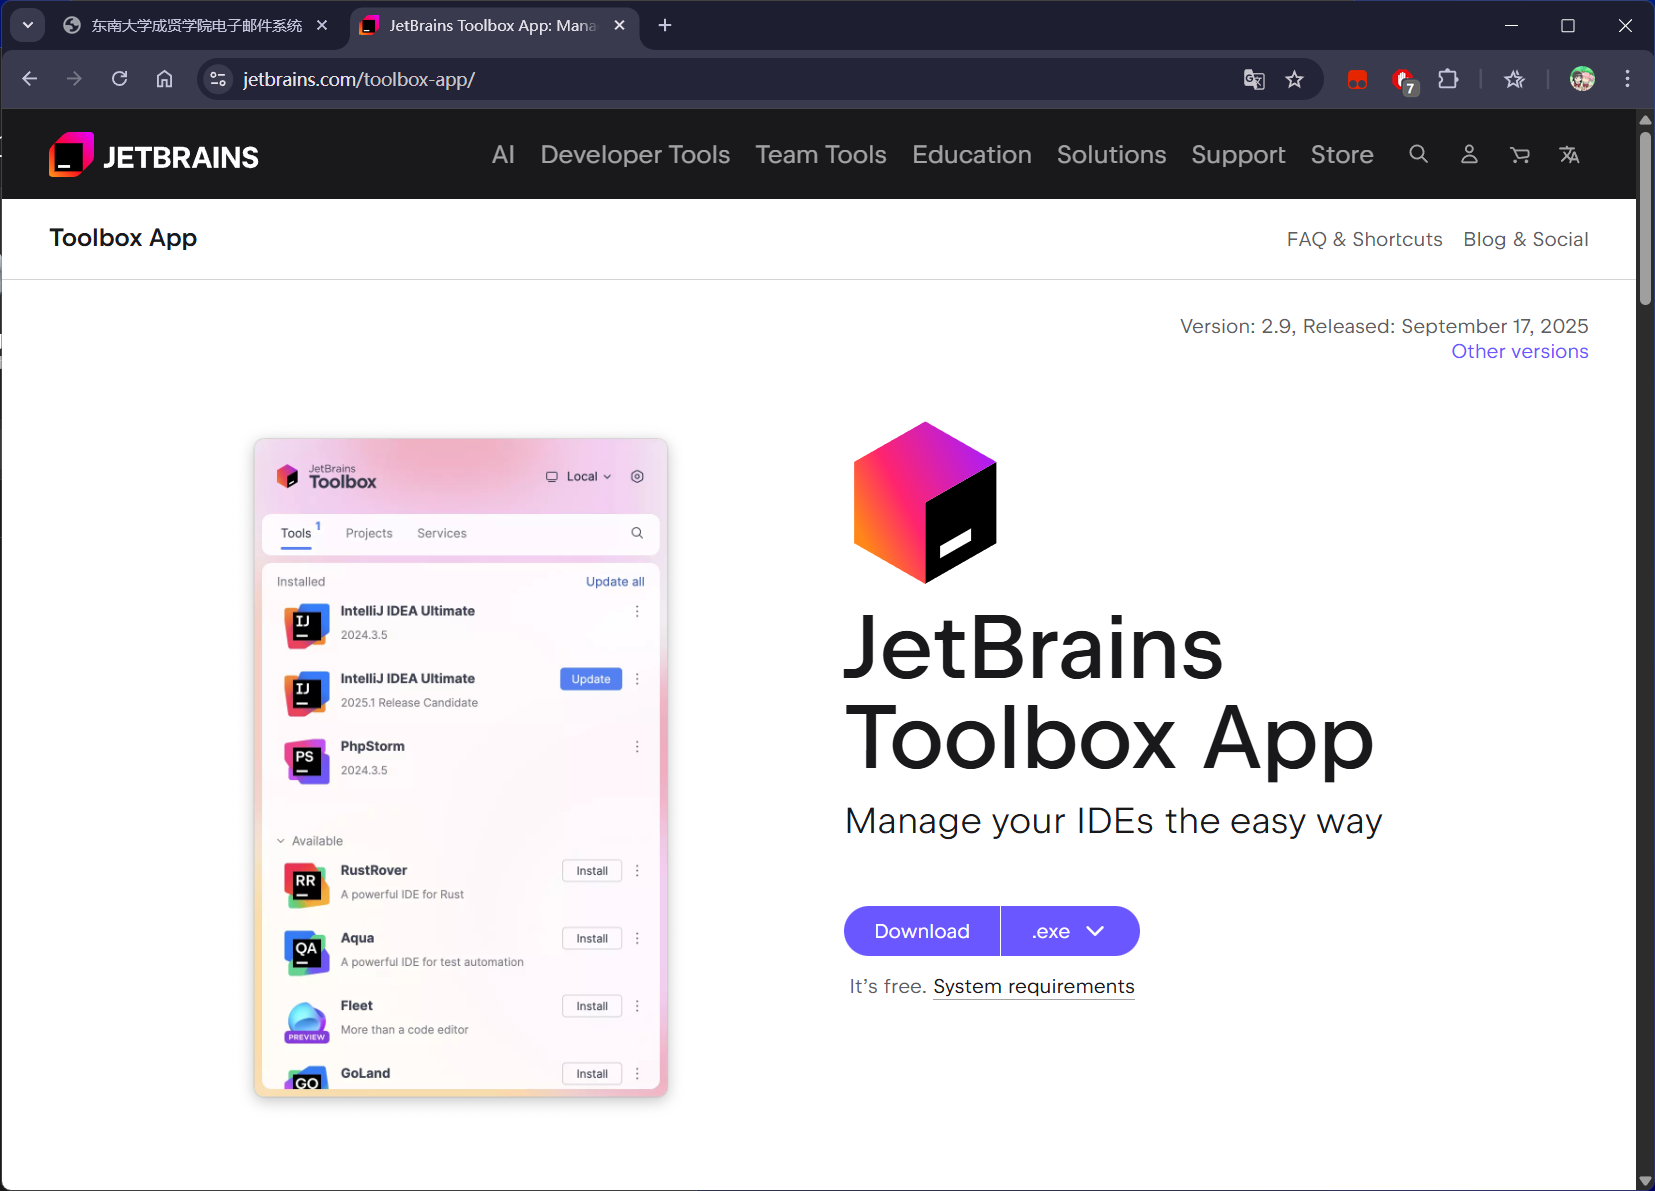 东南大学成贤学院电子邮件系统
JetBrains Toolbox App: Mana
jetbrains.com/toolbox-app/
7
JETBRAINS
AI Developer Tools Team Tools Education Solutions Support Store
Toolbox App
FAQ & Shortcuts Blog & Social
Version: 2.9, Released: September 17, 2025
Other versions
JetBrains
Toolbox
Local
Tools 1 Projects Services
Installed Update all
IJ
IntelliJ IDEA Ultimate
2024.3.5
IJ
IntelliJ IDEA Ultimate
2025.1 Release Candidate
Update
PS
PhpStorm
2024.3.5
Available
RR
RustRover
A powerful IDE for Rust
Install
QA
Aqua
A powerful IDE for test automation
Install
PREVIEW
Fleet
More than a code editor
Install
GO
GoLand
Install
JetBrains
Toolbox App
Manage your IDEs the easy way
Download .exe
It’s free. System requirements